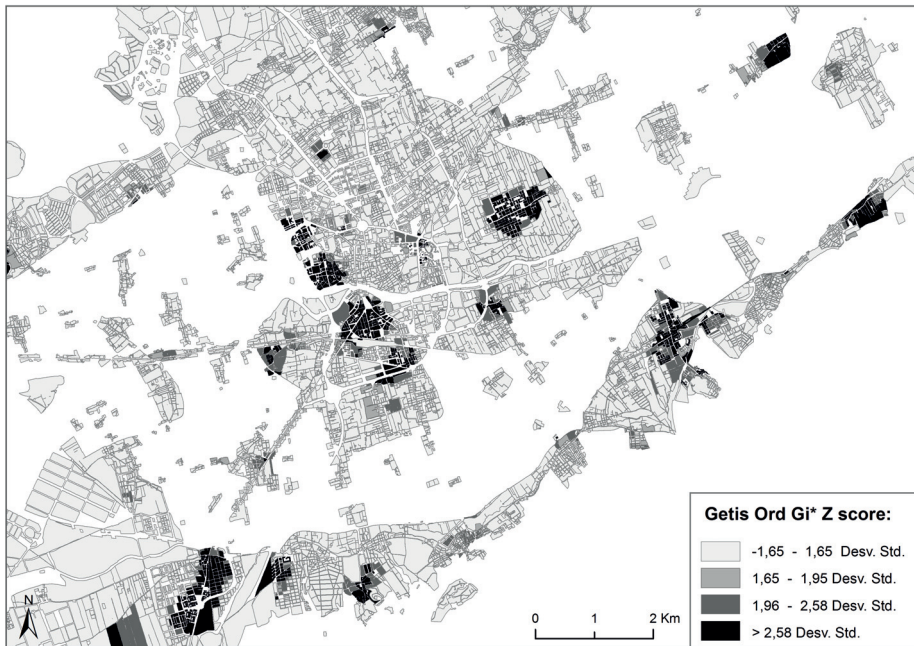 Getis Ord Gi* Z score:
-1,65 - 1,65 Desv. Std.
1,65 - 1,95 Desv. Std.
1,96 - 2,58 Desv. Std.
> 2,58 Desv. Std.
N
0 1 2 Km